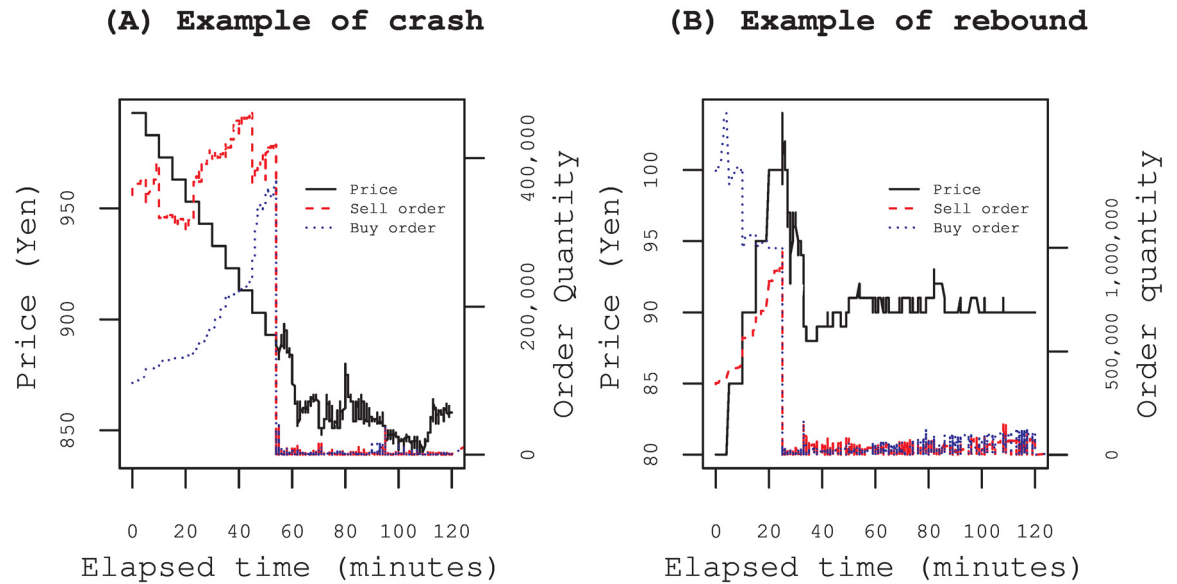 (A) Example of crash
Price (Yen)
950
900
850
Price
Sell order
Buy order
400,000
200,000
0
Order Quantity
0 20 40 60 80 100 120
Elapsed time (minutes)
(B) Example of rebound
Price (Yen)
100
95
90
85
80
Price
Sell order
Buy order
1,000,000
500,000
0
Order quantity
0 20 40 60 80 100 120
Elapsed time (minutes)